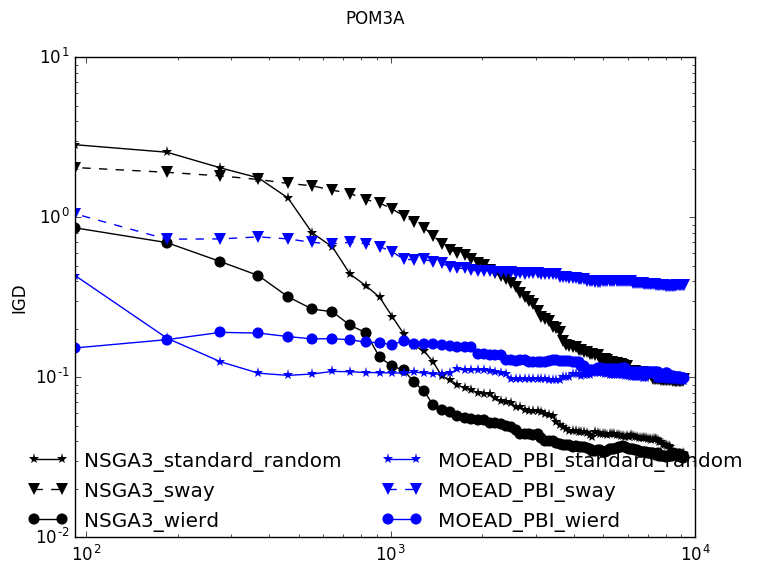 POM3A
10^1
10^0
IGD
10^-1
NSGA3_standard_random
MOEAD_PBI_standard_random
NSGA3_sway
MOEAD_PBI_sway
NSGA3_wierd
MOEAD_PBI_wierd
10^-2
10^2
10^3
10^4